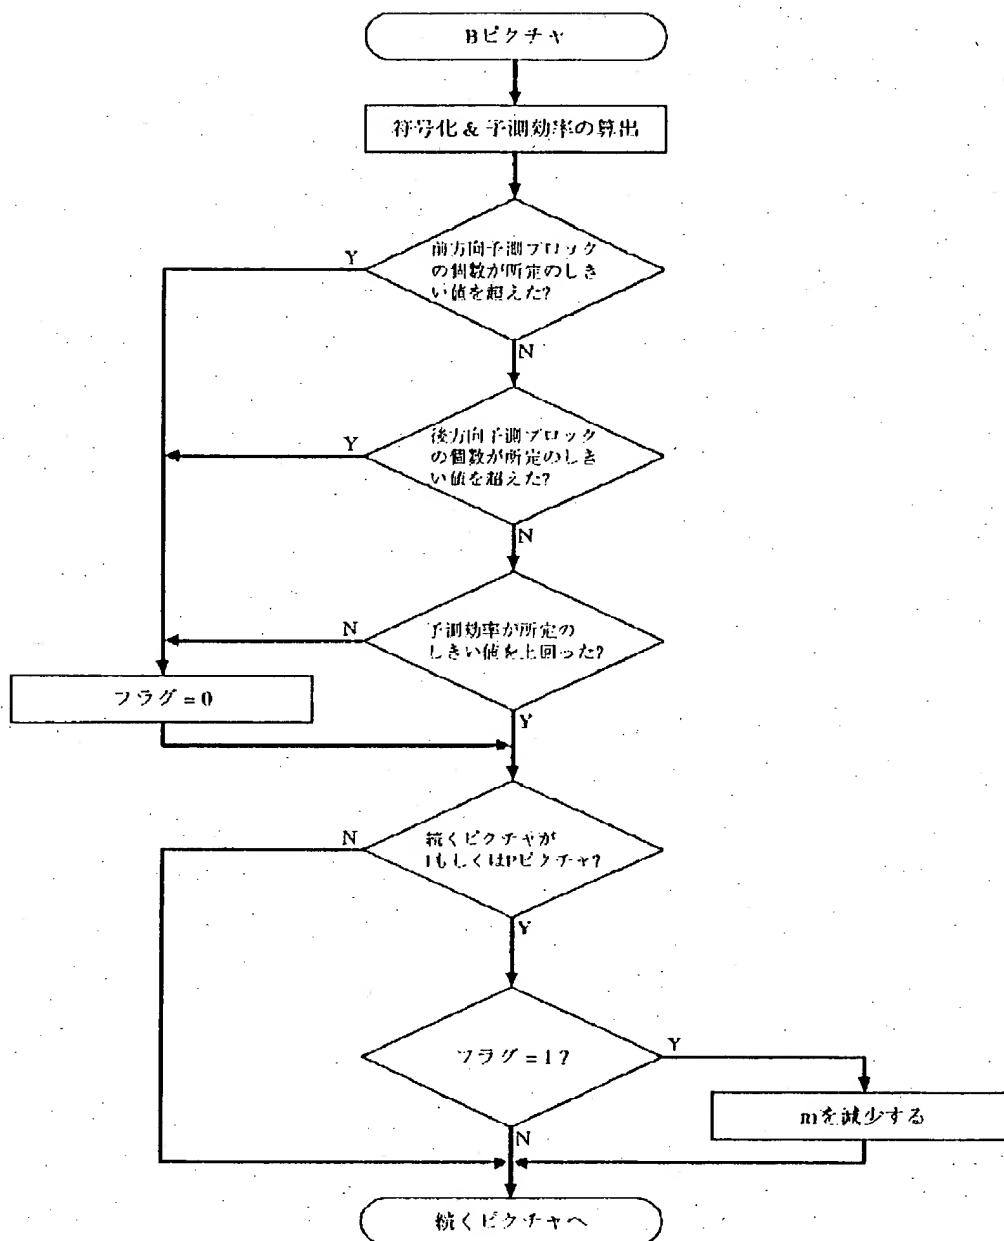 Bピクチャ
符号化 & 予測効率の算出
前方向予測ブロック
の個数が所定のしき
い値を超えた?
Y
N
後方向予測ブロック
の個数が所定のしき
い値を超えた?
Y
N
予測効率が所定の
しきい値を上回った?
N
フラグ = 0
Y
続くピクチャが
IもしくはPピクチャ?
N
Y
フラグ = 1 ?
Y
mを減少する
N
続くピクチャへ